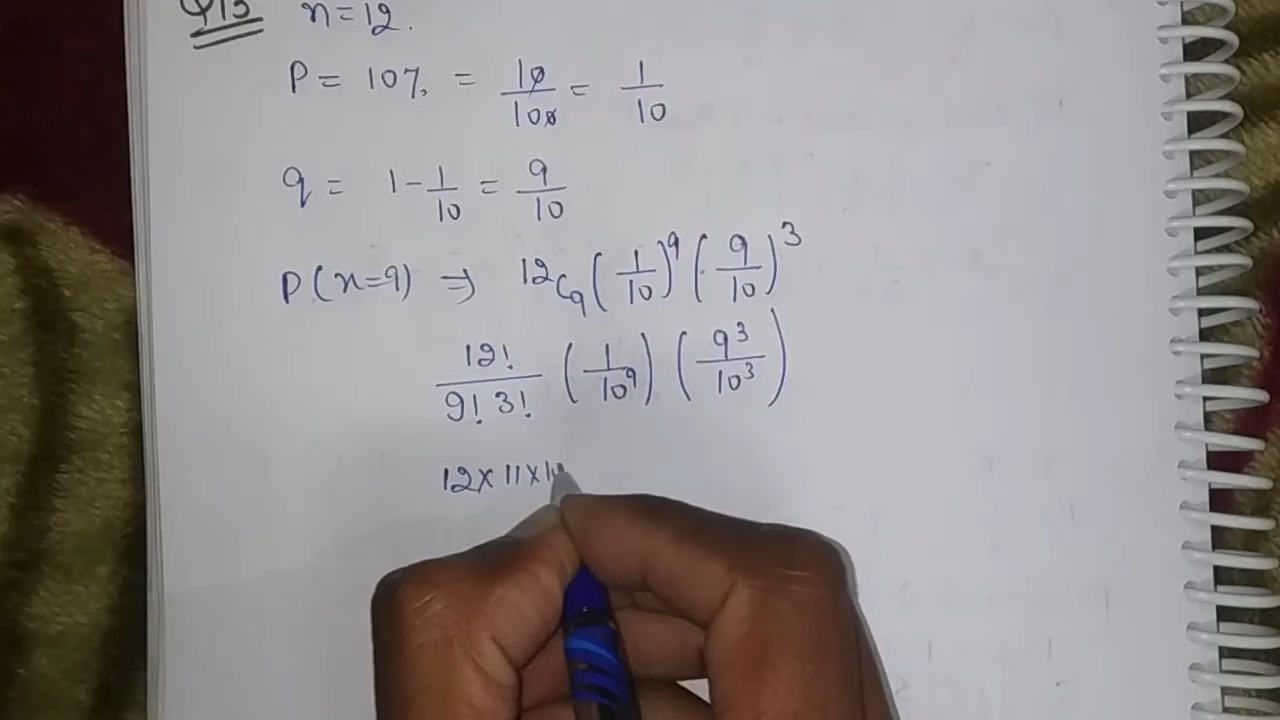 Q13 n=12.
P = 10% = 10/100 = 1/10
q = 1 - 1/10 = 9/10
P(x=9) ⇒ 12C9 (1/10)^9 (9/10)^3
12!/9! 3! (1/10^9) (9^3/10^3)
12 x 11 x 10